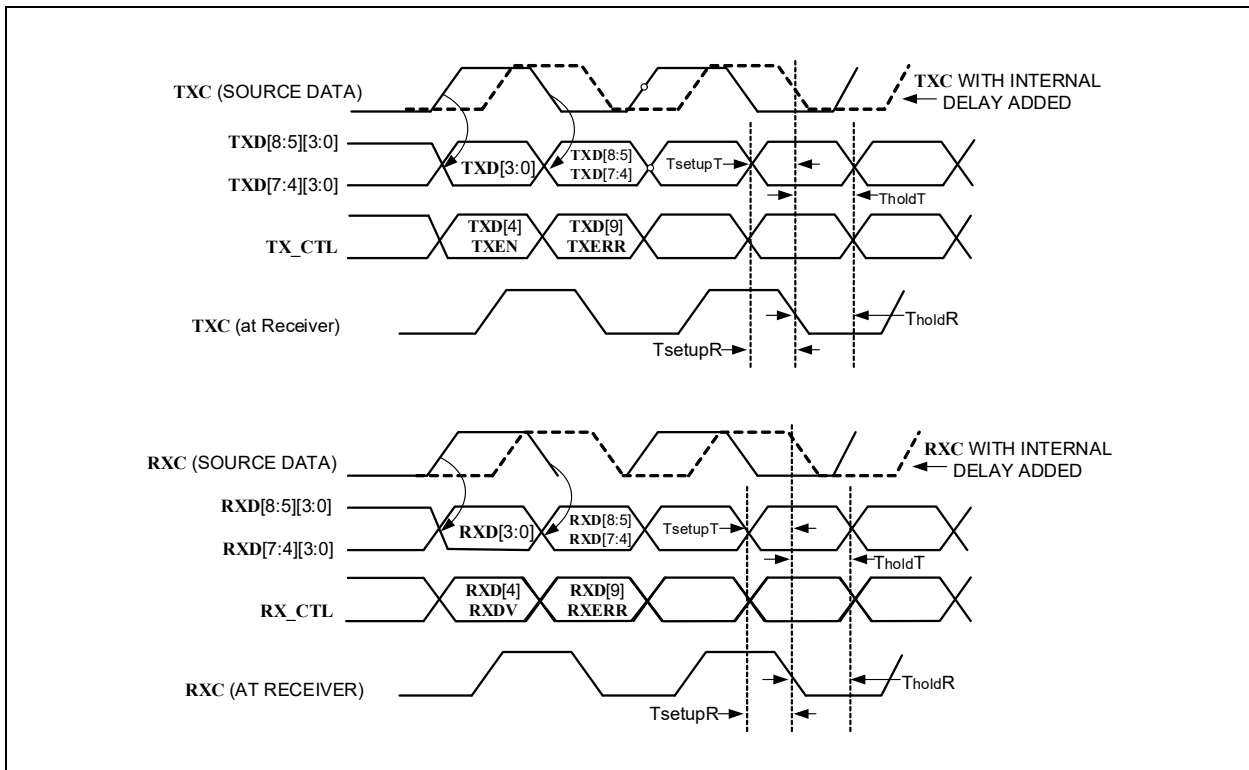 TXC (SOURCE DATA)
TXC WITH INTERNAL
DELAY ADDED
TXD[8:5][3:0]
TXD[7:4][3:0]
TXD[3:0]
TXD[8:5]
TXD[7:4]
TsetupT
TholdT
TX_CTL
TXD[4]
TXEN
TXD[9]
TXERR
TXC (at Receiver)
TholdR
TsetupR
RXC (SOURCE DATA)
RXC WITH INTERNAL
DELAY ADDED
RXD[8:5][3:0]
RXD[7:4][3:0]
RXD[3:0]
RXD[8:5]
RXD[7:4]
TsetupT
TholdT
RX_CTL
RXD[4]
RXDV
RXD[9]
RXERR
RXC (AT RECEIVER)
TholdR
TsetupR